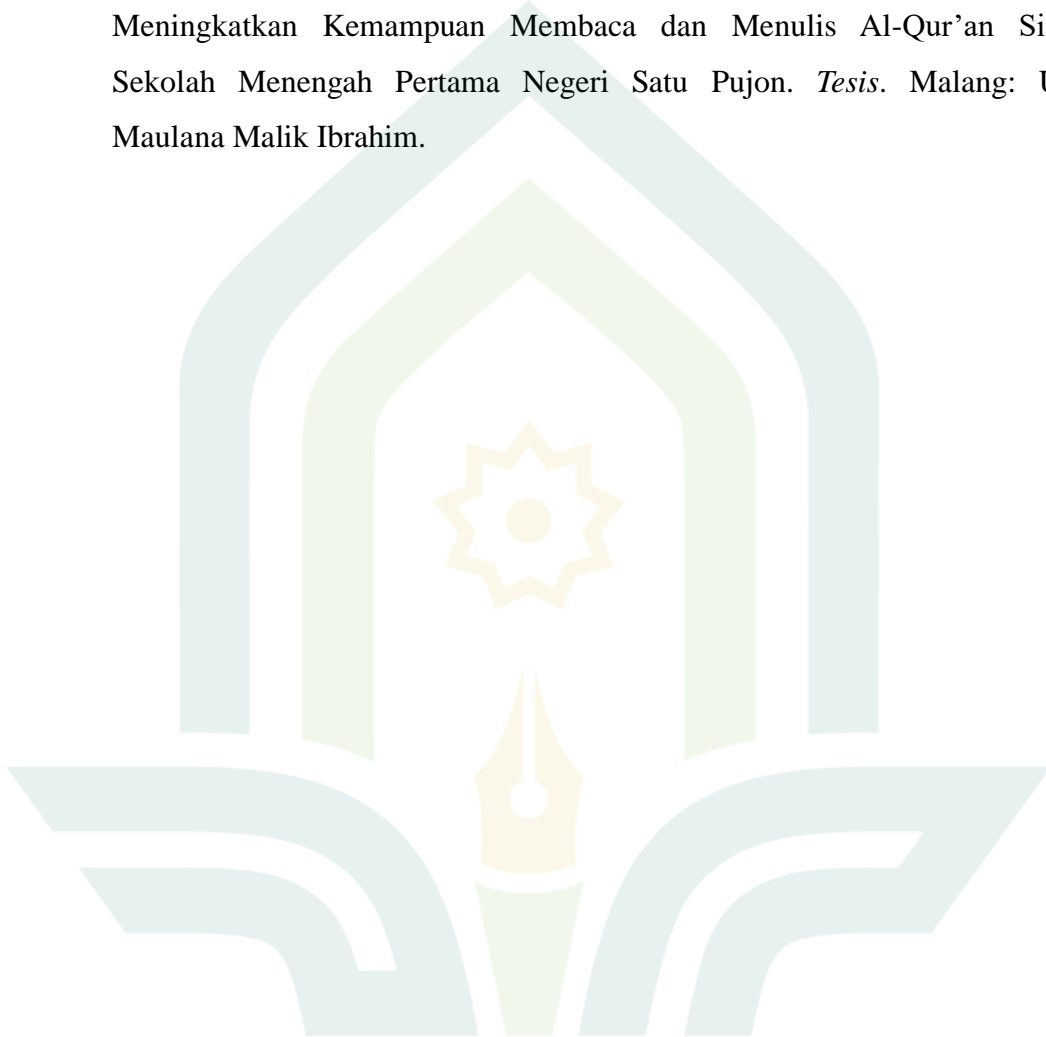 Meningkatkan Kemampuan Membaca dan Menulis Al-Qur’an
Sekolah Menengah Pertama Negeri Satu Pujon. Tesis. Malang:
Maulana Malik Ibrahim.